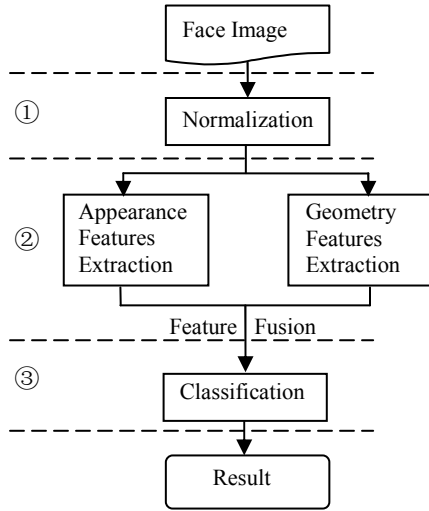 Face Image
①
Normalization
②
Appearance
Features
Extraction
Geometry
Features
Extraction
Feature Fusion
③
Classification
Result